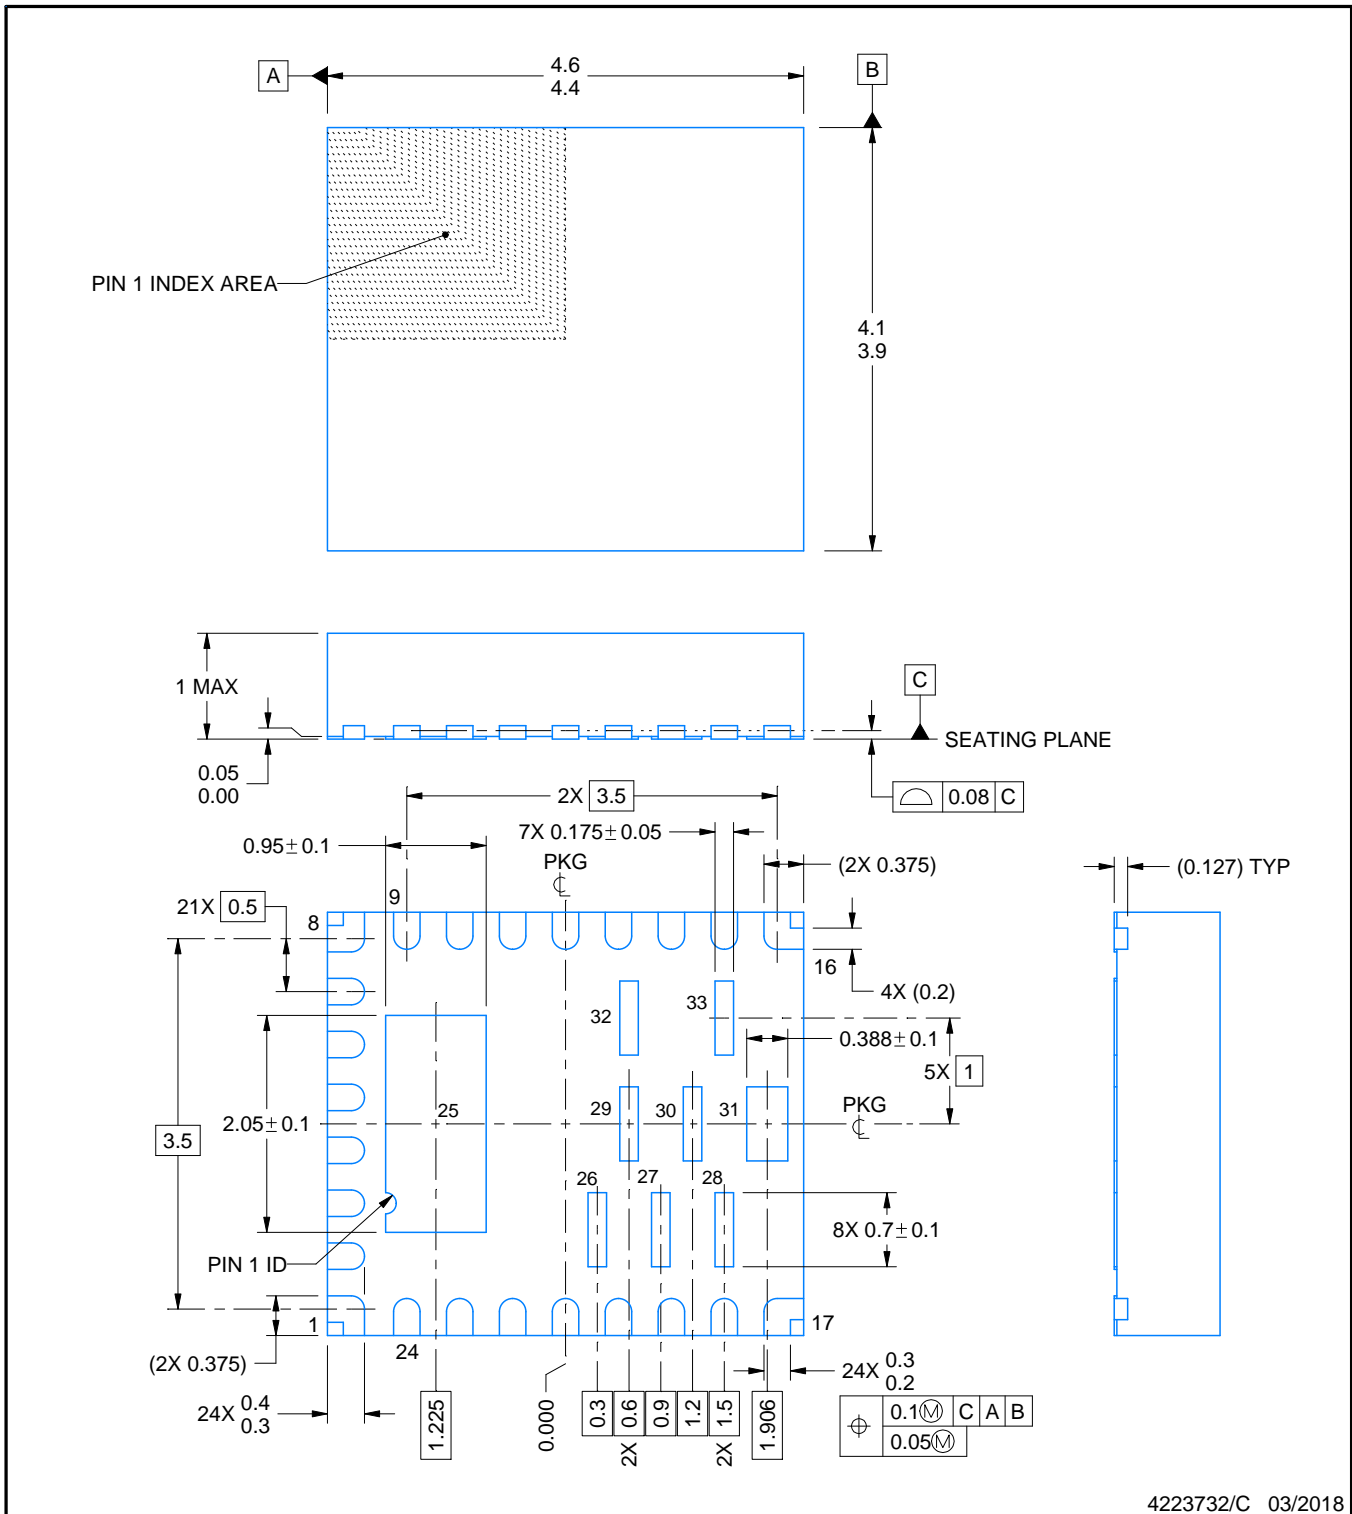 A
4.6
4.4
B
PIN 1 INDEX AREA
4.1
3.9
1 MAX
C
SEATING PLANE
0.05
0.00
0.08 C
2X 3.5
7X 0.175±0.05
0.95±0.1
PKG
(2X 0.375)
(0.127) TYP
9
21X 0.5
8
16
4X (0.2)
33
32
0.388±0.1
5X 1
25
29
30
31
PKG
2.05±0.1
3.5
26
27
28
8X 0.7±0.1
PIN 1 ID
1
17
24
(2X 0.375)
24X 0.3
0.2
24X 0.4
0.3
1.225
0.000
0.3
2X 0.6
0.9
1.2
2X 1.5
1.906
0.1Ⓜ C A B
0.05Ⓜ
4223732/C 03/2018